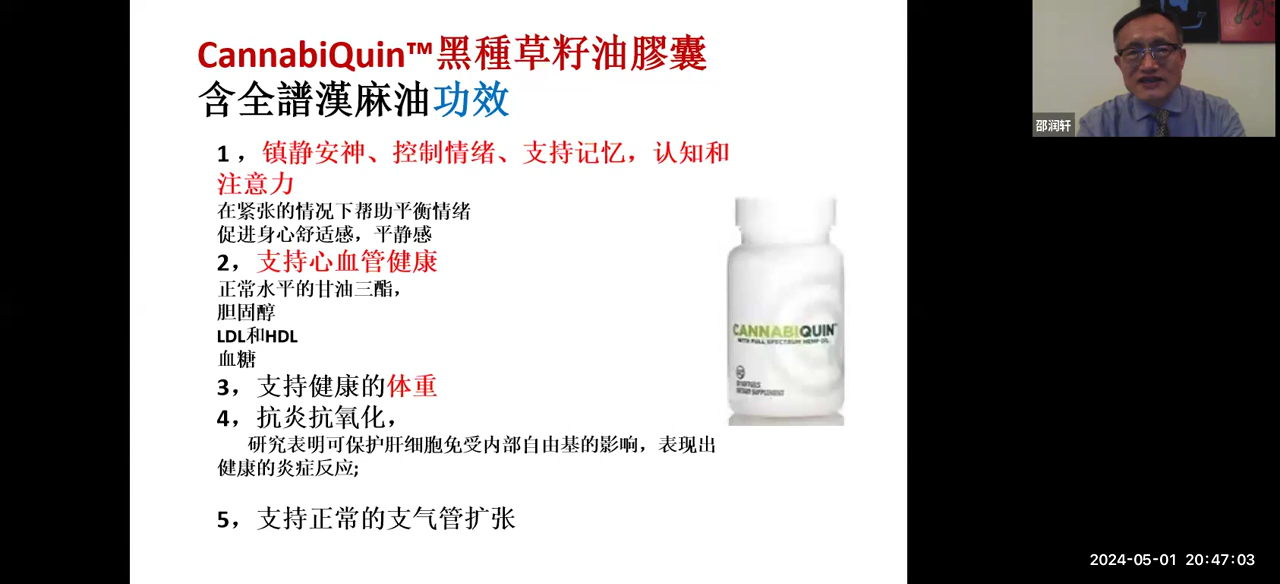 CannabiQuin™黑種草籽油膠囊
含全譜漢麻油功效
1，镇静安神、控制情绪、支持记忆，认知和
注意力
在紧张的情况下帮助平衡情绪
促进身心舒适感，平静感
2，支持心血管健康
正常水平的甘油三酯，
胆固醇
LDL和HDL
血糖
3，支持健康的体重
4，抗炎抗氧化，
研究表明可保护肝细胞免受内部自由基的影响，表现出
健康的炎症反应;
5，支持正常的支气管扩张
CANNABIQUIN™
WITH FULL SPECTRUM HEMP OIL
SOFTGELS
DIETARY SUPPLEMENT
邵润轩
2024-05-01 20:47:03